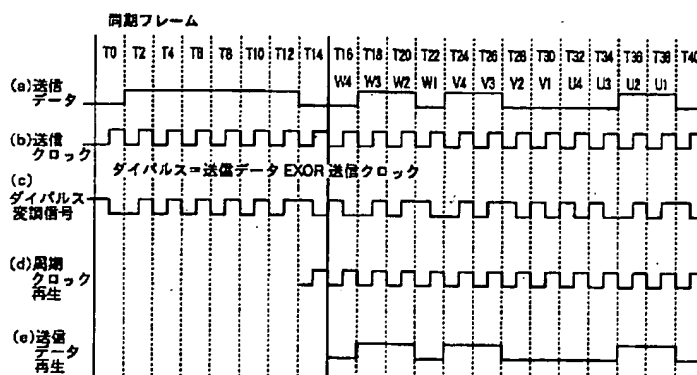 同期フレーム
T0 T2 T4 T6 T8 T10 T12 T14 T16 T18 T20 T22 T24 T26 T28 T30 T32 T34 T36 T38 T40
W4 W3 W2 W1 V4 V3 V2 V1 U4 U3 U2 U1
(a)送信
データ
(b)送信
クロック
ダイパルス=送信データ EXOR 送信クロック
(c)
ダイパルス
変調信号
(d)周期
クロック
再生
(e)送信
データ
再生